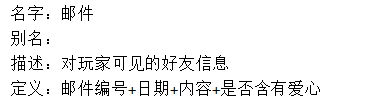 名字：邮件
别名：
描述：对玩家可见的好友信息
定义：邮件编号+日期+内容+是否含有爱心